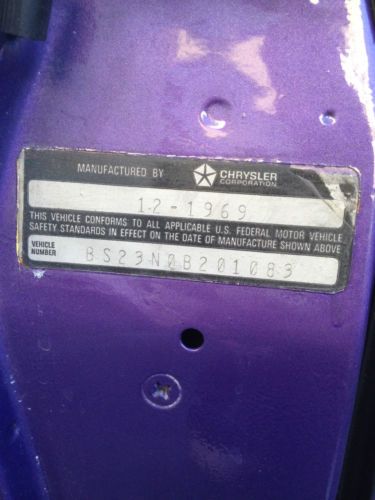 MANUFACTURED BY CHRYSLER CORPORATION
12-1969
THIS VEHICLE CONFORMS TO ALL APPLICABLE U.S. FEDERAL MOTOR VEHICLE
SAFETY STANDARDS IN EFFECT ON THE DATE OF MANUFACTURE SHOWN ABOVE
VEHICLE NUMBER BS23N0B201083